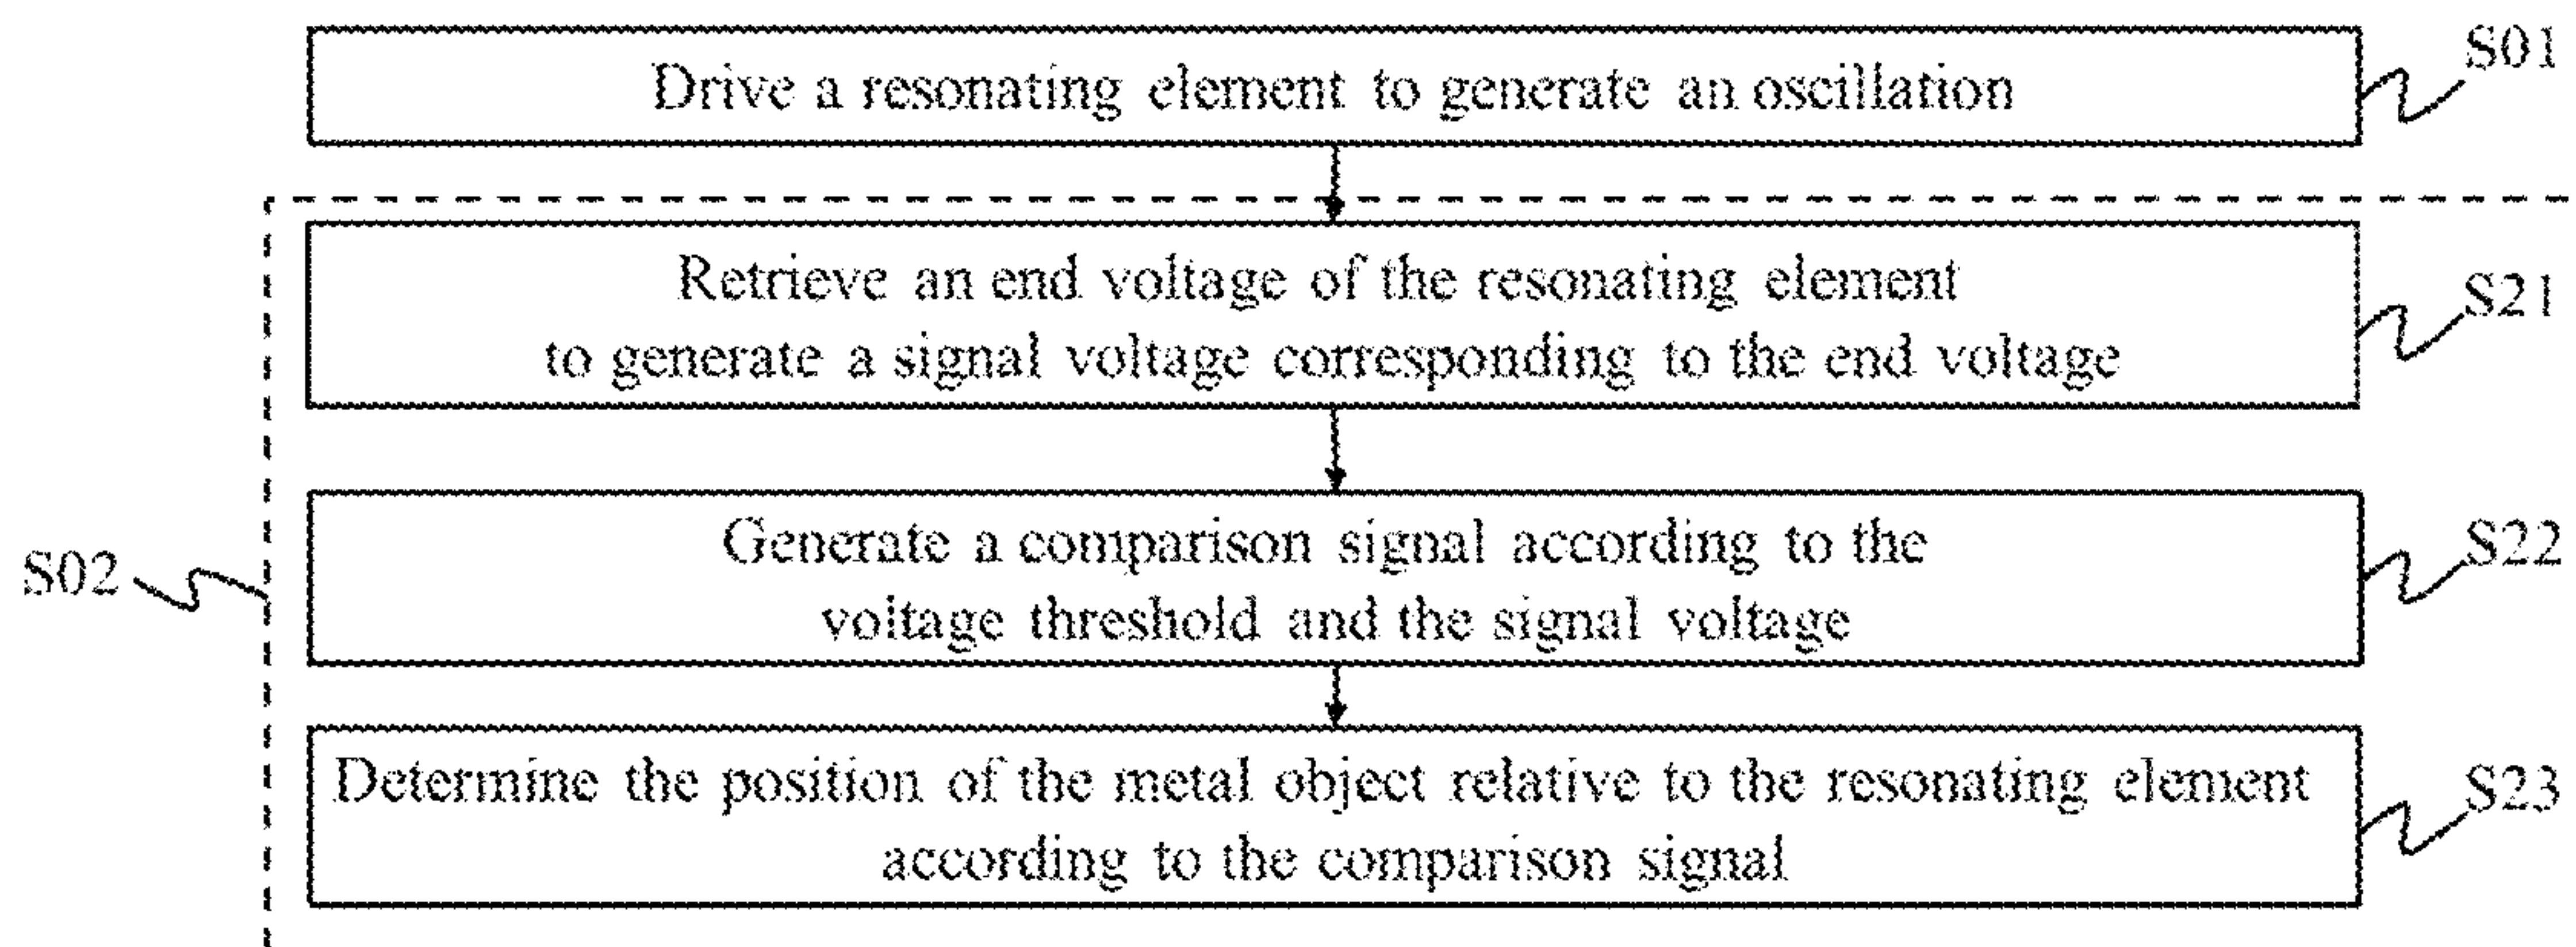 Drive a resonating element to generate an oscillation
S01
Retrieve an end voltage of the resonating element
to generate a signal voltage corresponding to the end voltage
S21
Generate a comparison signal according to the
voltage threshold and the signal voltage
S22
S02
Determine the position of the metal object relative to the resonating element
according to the comparison signal
S23